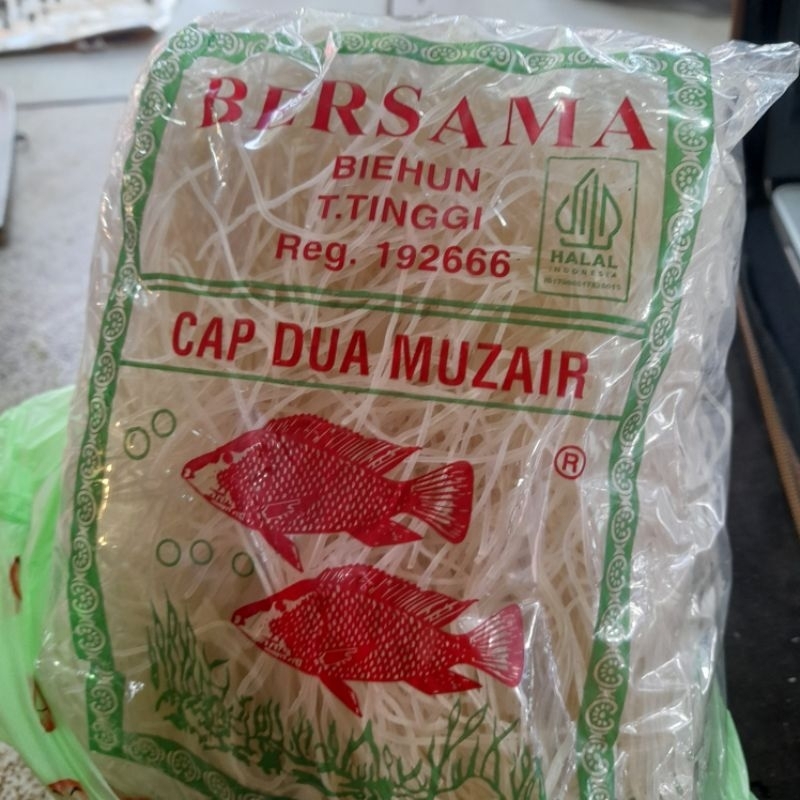 BERSAMA
BIEHUN
T.TINGGI
Reg. 192666
HALAL
INDONESIA
CAP DUA MUZAIR
®